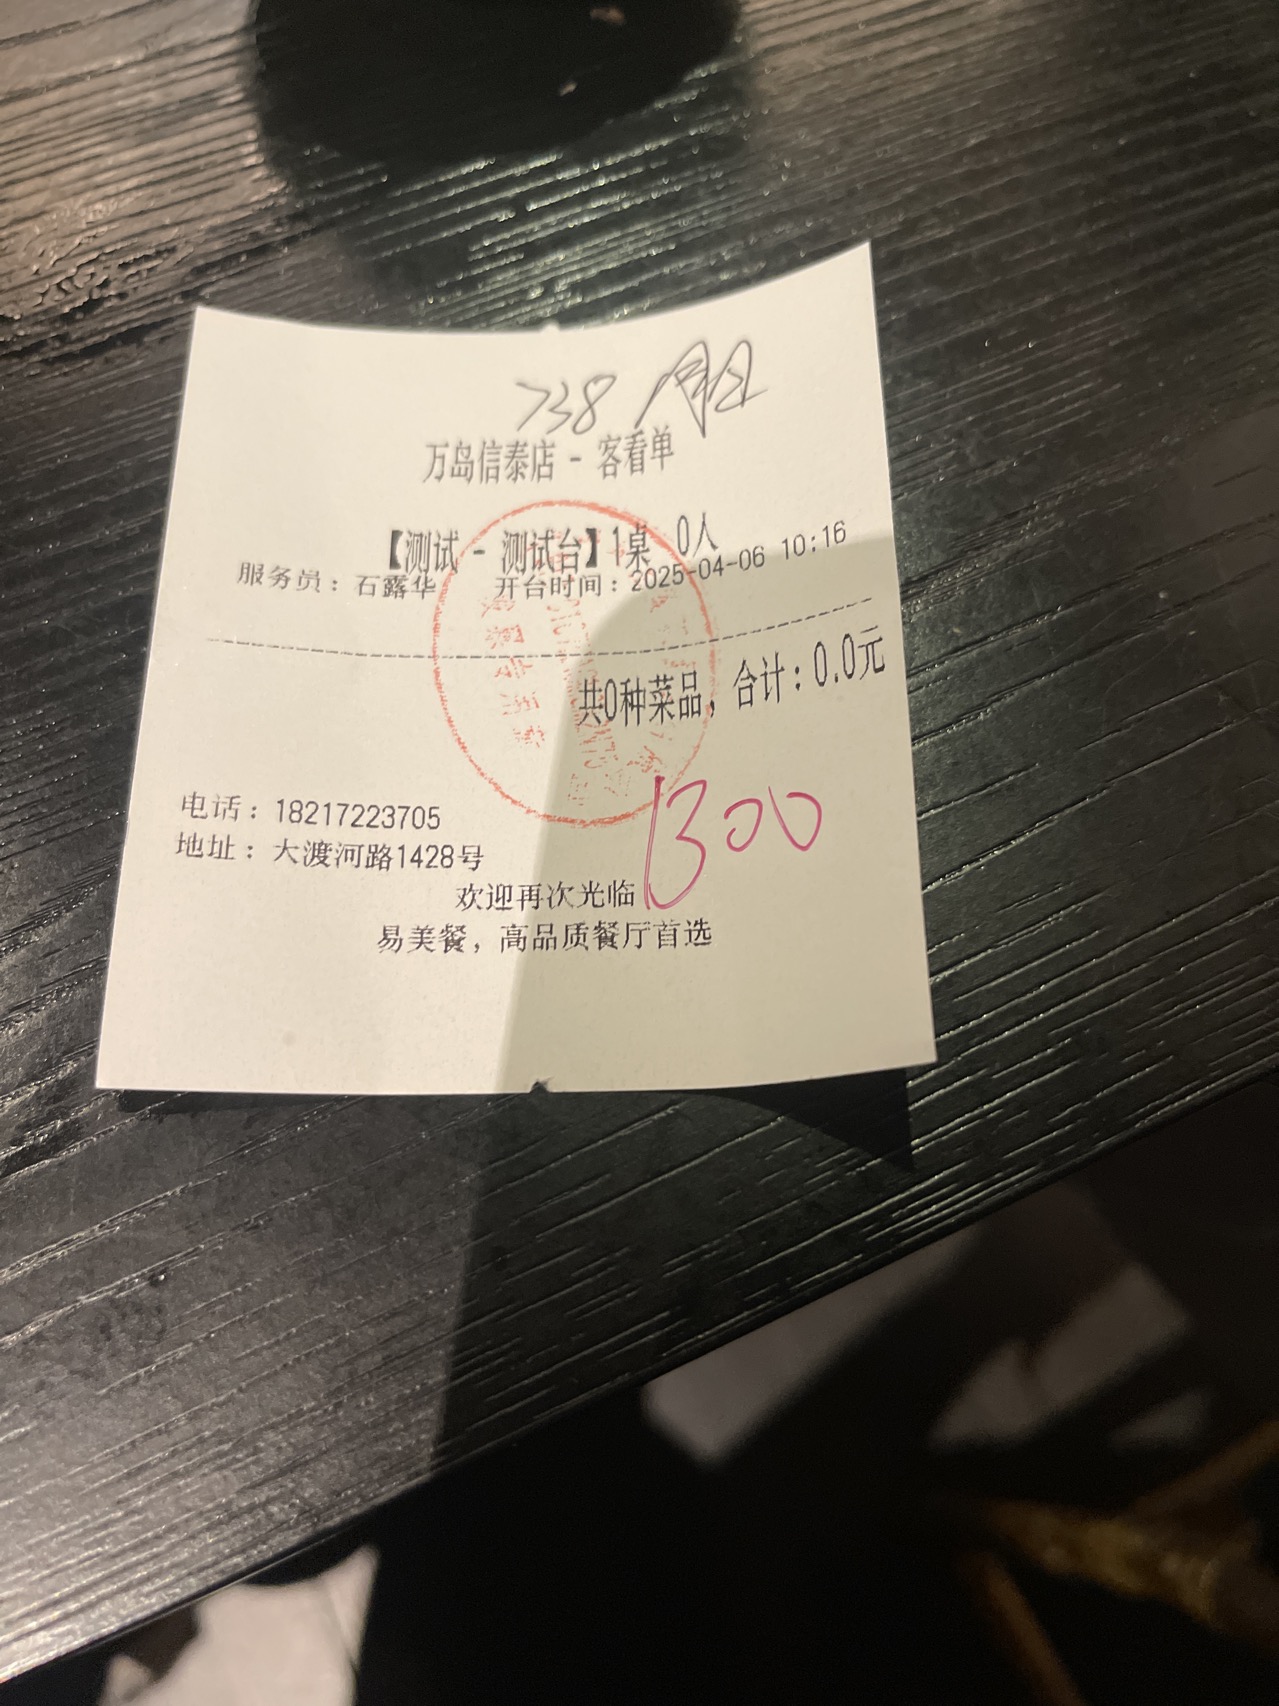 738
万岛信泰店 - 客看单
【测试 - 测试台】1桌 0人
服务员：石露华 开台时间：2025-04-06 10:16
共0种菜品，合计：0.0元
1300
电话：18217223705
地址：大渡河路1428号
欢迎再次光临
易美餐，高品质餐厅首选